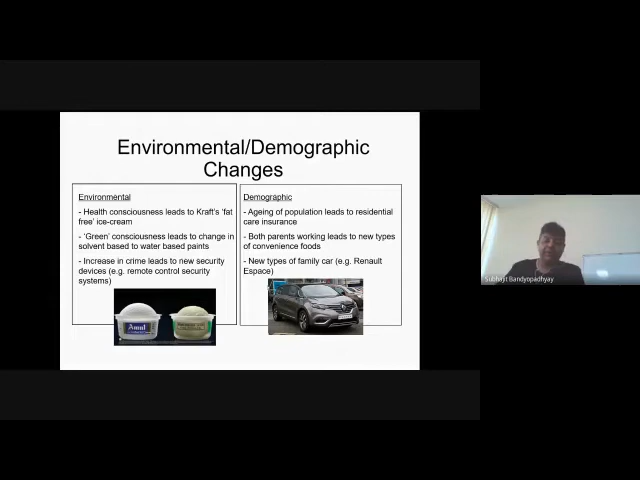 Environmental/Demographic
Changes
Environmental
- Health consciousness leads to Kraft's 'fat
free' ice-cream
- 'Green' consciousness leads to change in
solvent based to water based paints
- Increase in crime leads to new security
devices (e.g. remote control security
systems)
Demographic
- Ageing of population leads to residential
care insurance
- Both parents working leads to new types
of convenience foods
- New types of family car (e.g. Renault
Espace)
Amul
Subhajit Bandyopadhyay